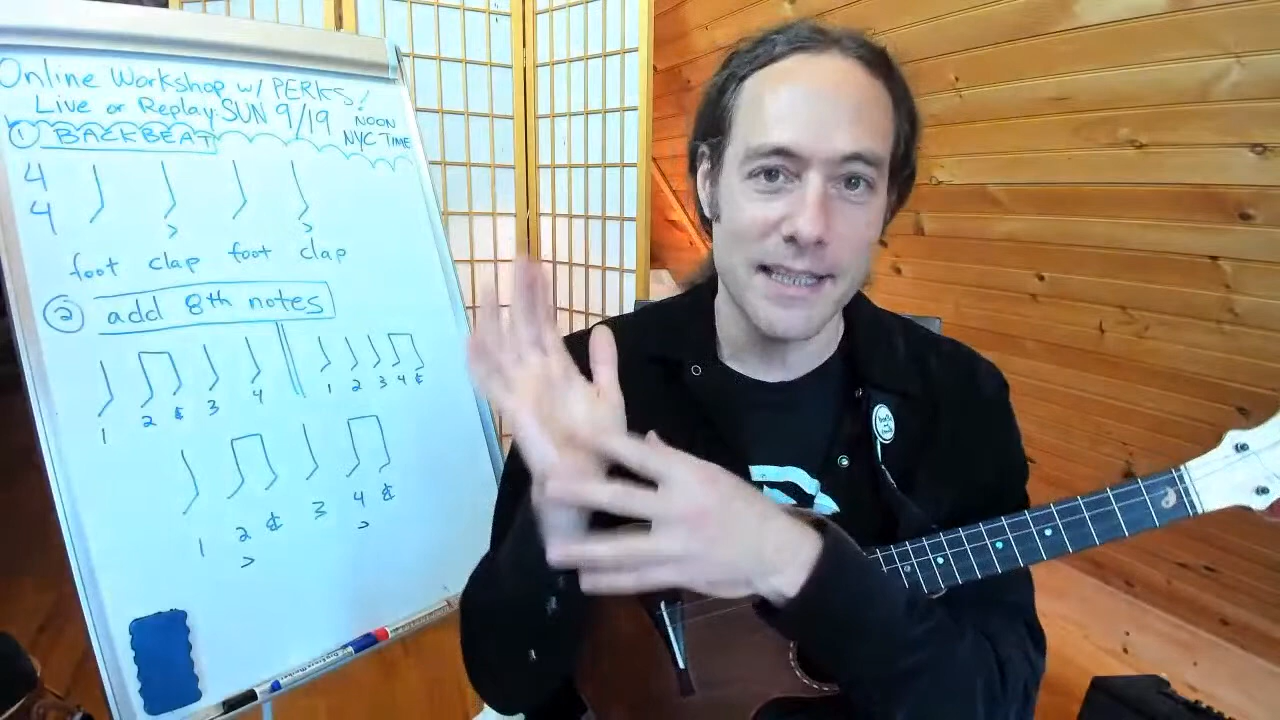 Online Workshop w/ PERKS!
Live or Replay SUN 9/19 NOON
NYC TIME
① BACKBEAT
4
4
> >
foot clap foot clap
② add 8th notes
1 2 & 3 4 1 2 3 4 &
1 2 & 3 4 &
> >